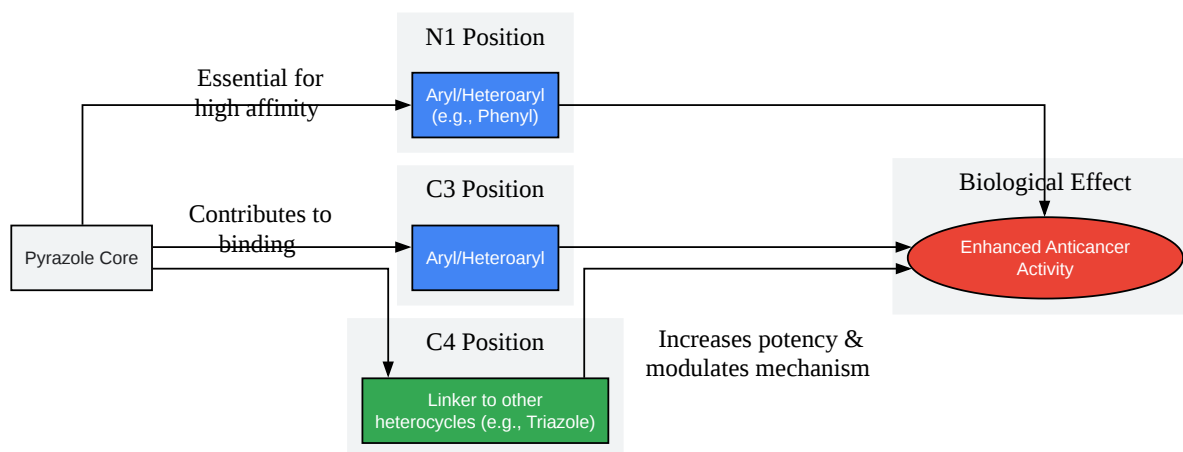 N1 Position
Essential for
high affinity
Aryl/Heteroaryl
(e.g., Phenyl)
C3 Position
Biological Effect
Contributes to
binding
Pyrazole Core
Aryl/Heteroaryl
Enhanced Anticancer
Activity
C4 Position
Increases potency &
modulates mechanism
Linker to other
heterocycles (e.g., Triazole)